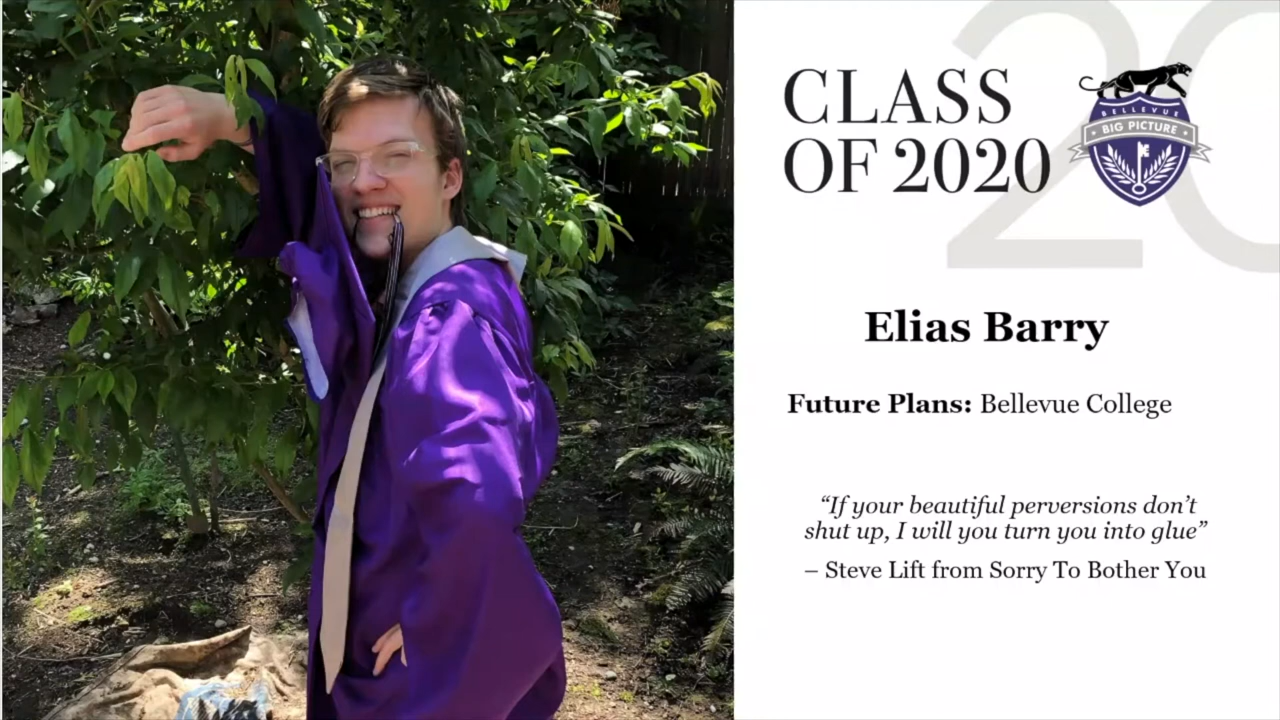 CLASS
OF 2020
20
BELLEVUE
BIG PICTURE
Elias Barry
Future Plans: Bellevue College
“If your beautiful perversions don’t
shut up, I will you turn you into glue”
– Steve Lift from Sorry To Bother You